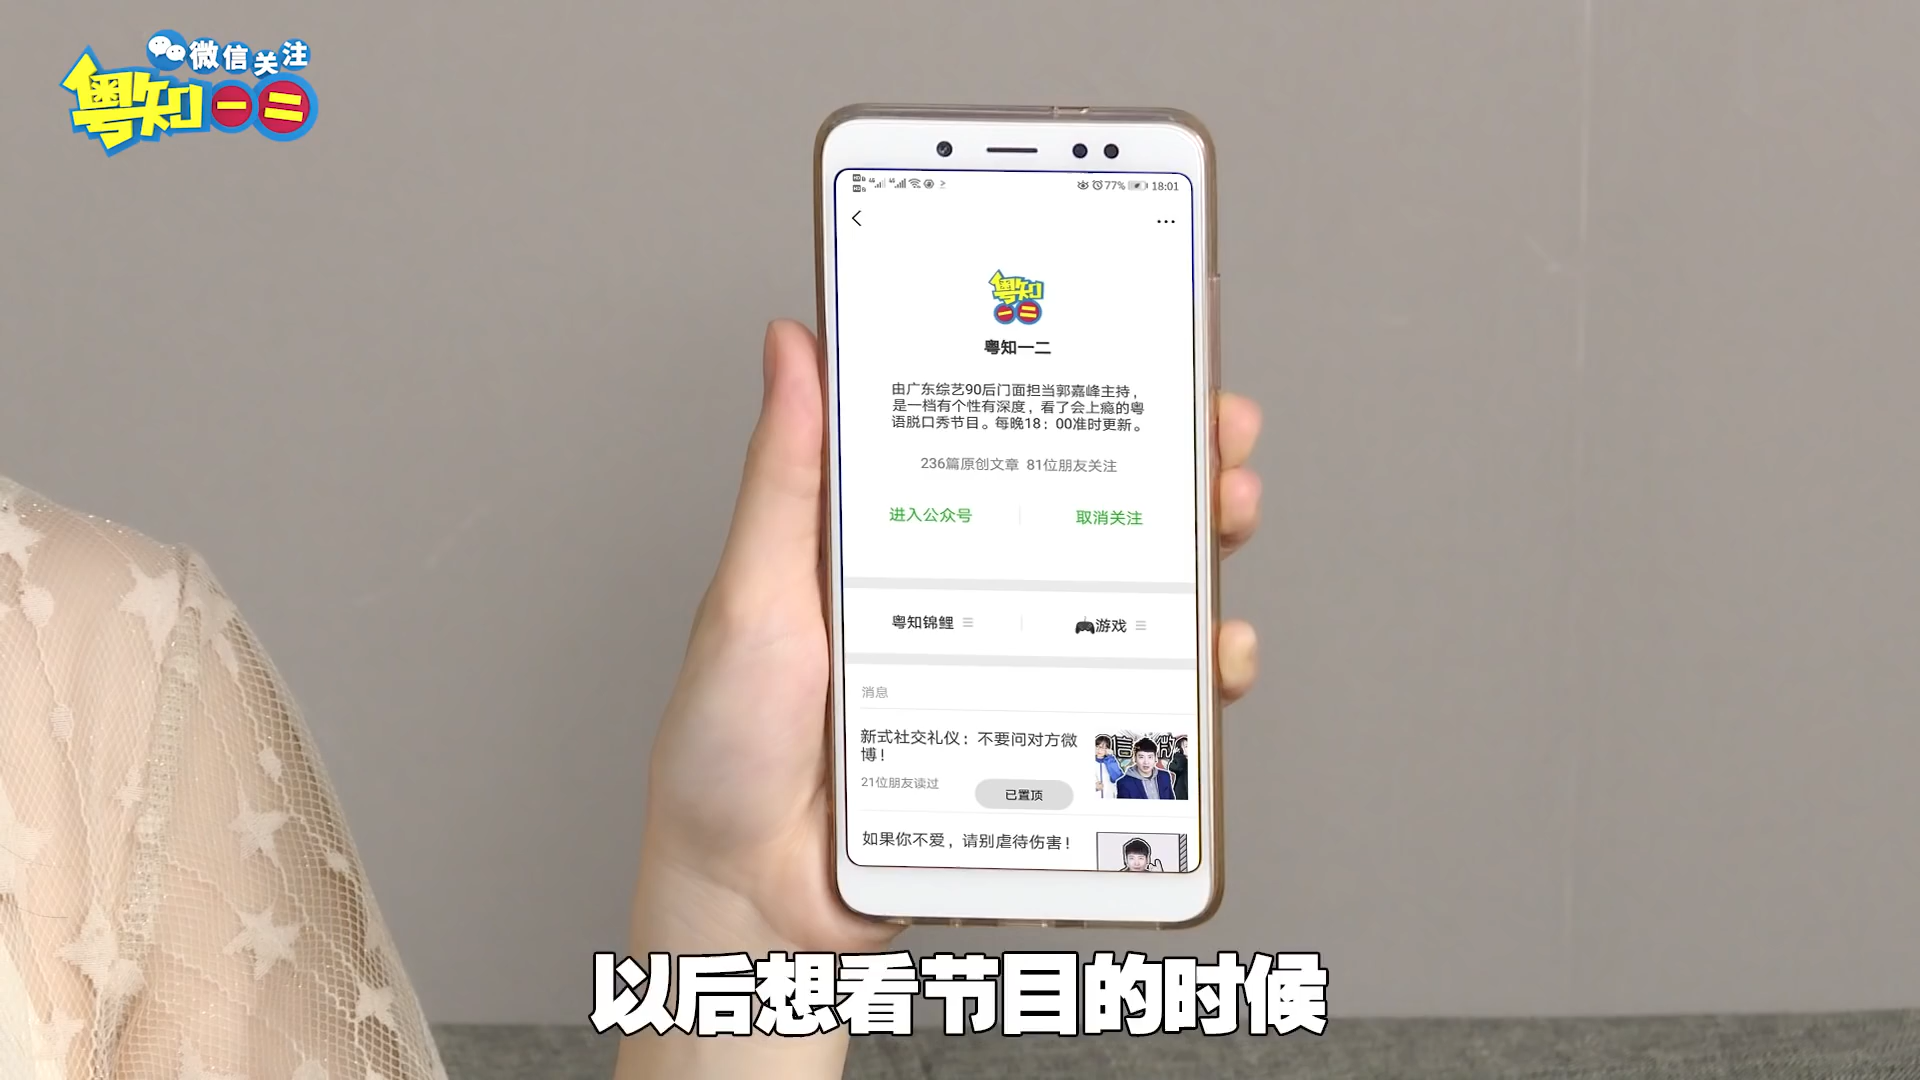 微信关注
粤知一二
77% 18:01
粤知一二
粤知一二
由广东综艺90后门面担当郭嘉峰主持，
是一档有个性有深度，看了会上瘾的粤
语脱口秀节目。每晚18：00准时更新。
236篇原创文章 81位朋友关注
进入公众号 取消关注
粤知锦鲤 游戏
消息
新式社交礼仪：不要问对方微
博！
21位朋友读过
已置顶
如果你不爱，请别虐待伤害！
以后想看节目的时候